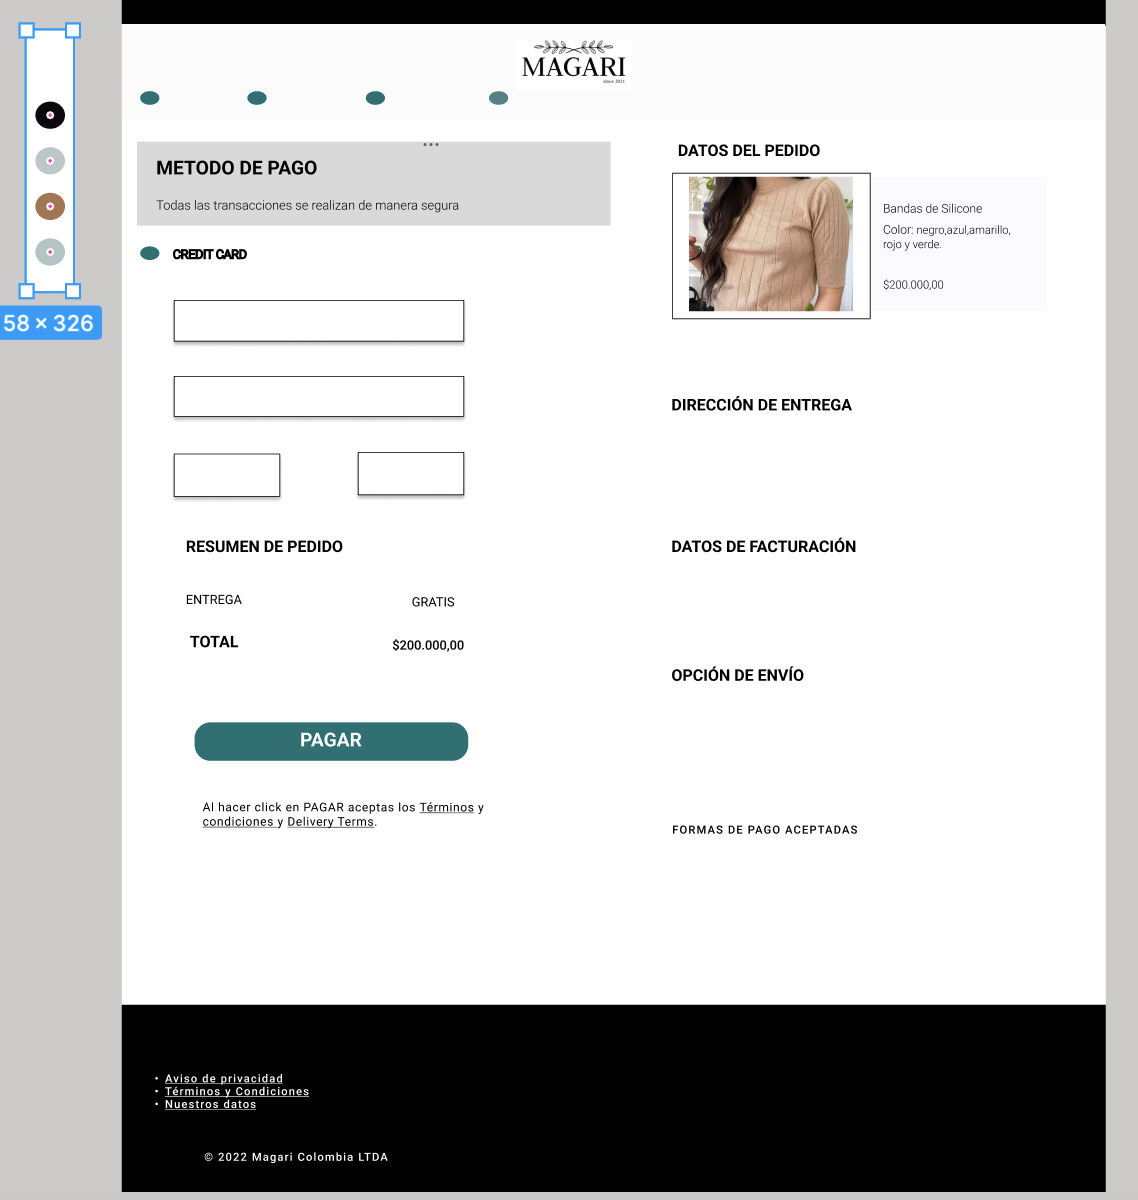 MAGARI
since 2021
METODO DE PAGO
Todas las transacciones se realizan de manera segura
CREDIT CARD
RESUMEN DE PEDIDO
ENTREGA
GRATIS
TOTAL
$200.000,00
PAGAR
Al hacer click en PAGAR aceptas los Términos y
condiciones y Delivery Terms.
DATOS DEL PEDIDO
Bandas de Silicone
Color: negro,azul,amarillo,
rojo y verde.
$200.000,00
DIRECCIÓN DE ENTREGA
DATOS DE FACTURACIÓN
OPCIÓN DE ENVÍO
FORMAS DE PAGO ACEPTADAS
58 × 326
• Aviso de privacidad
• Términos y Condiciones
• Nuestros datos
© 2022 Magari Colombia LTDA